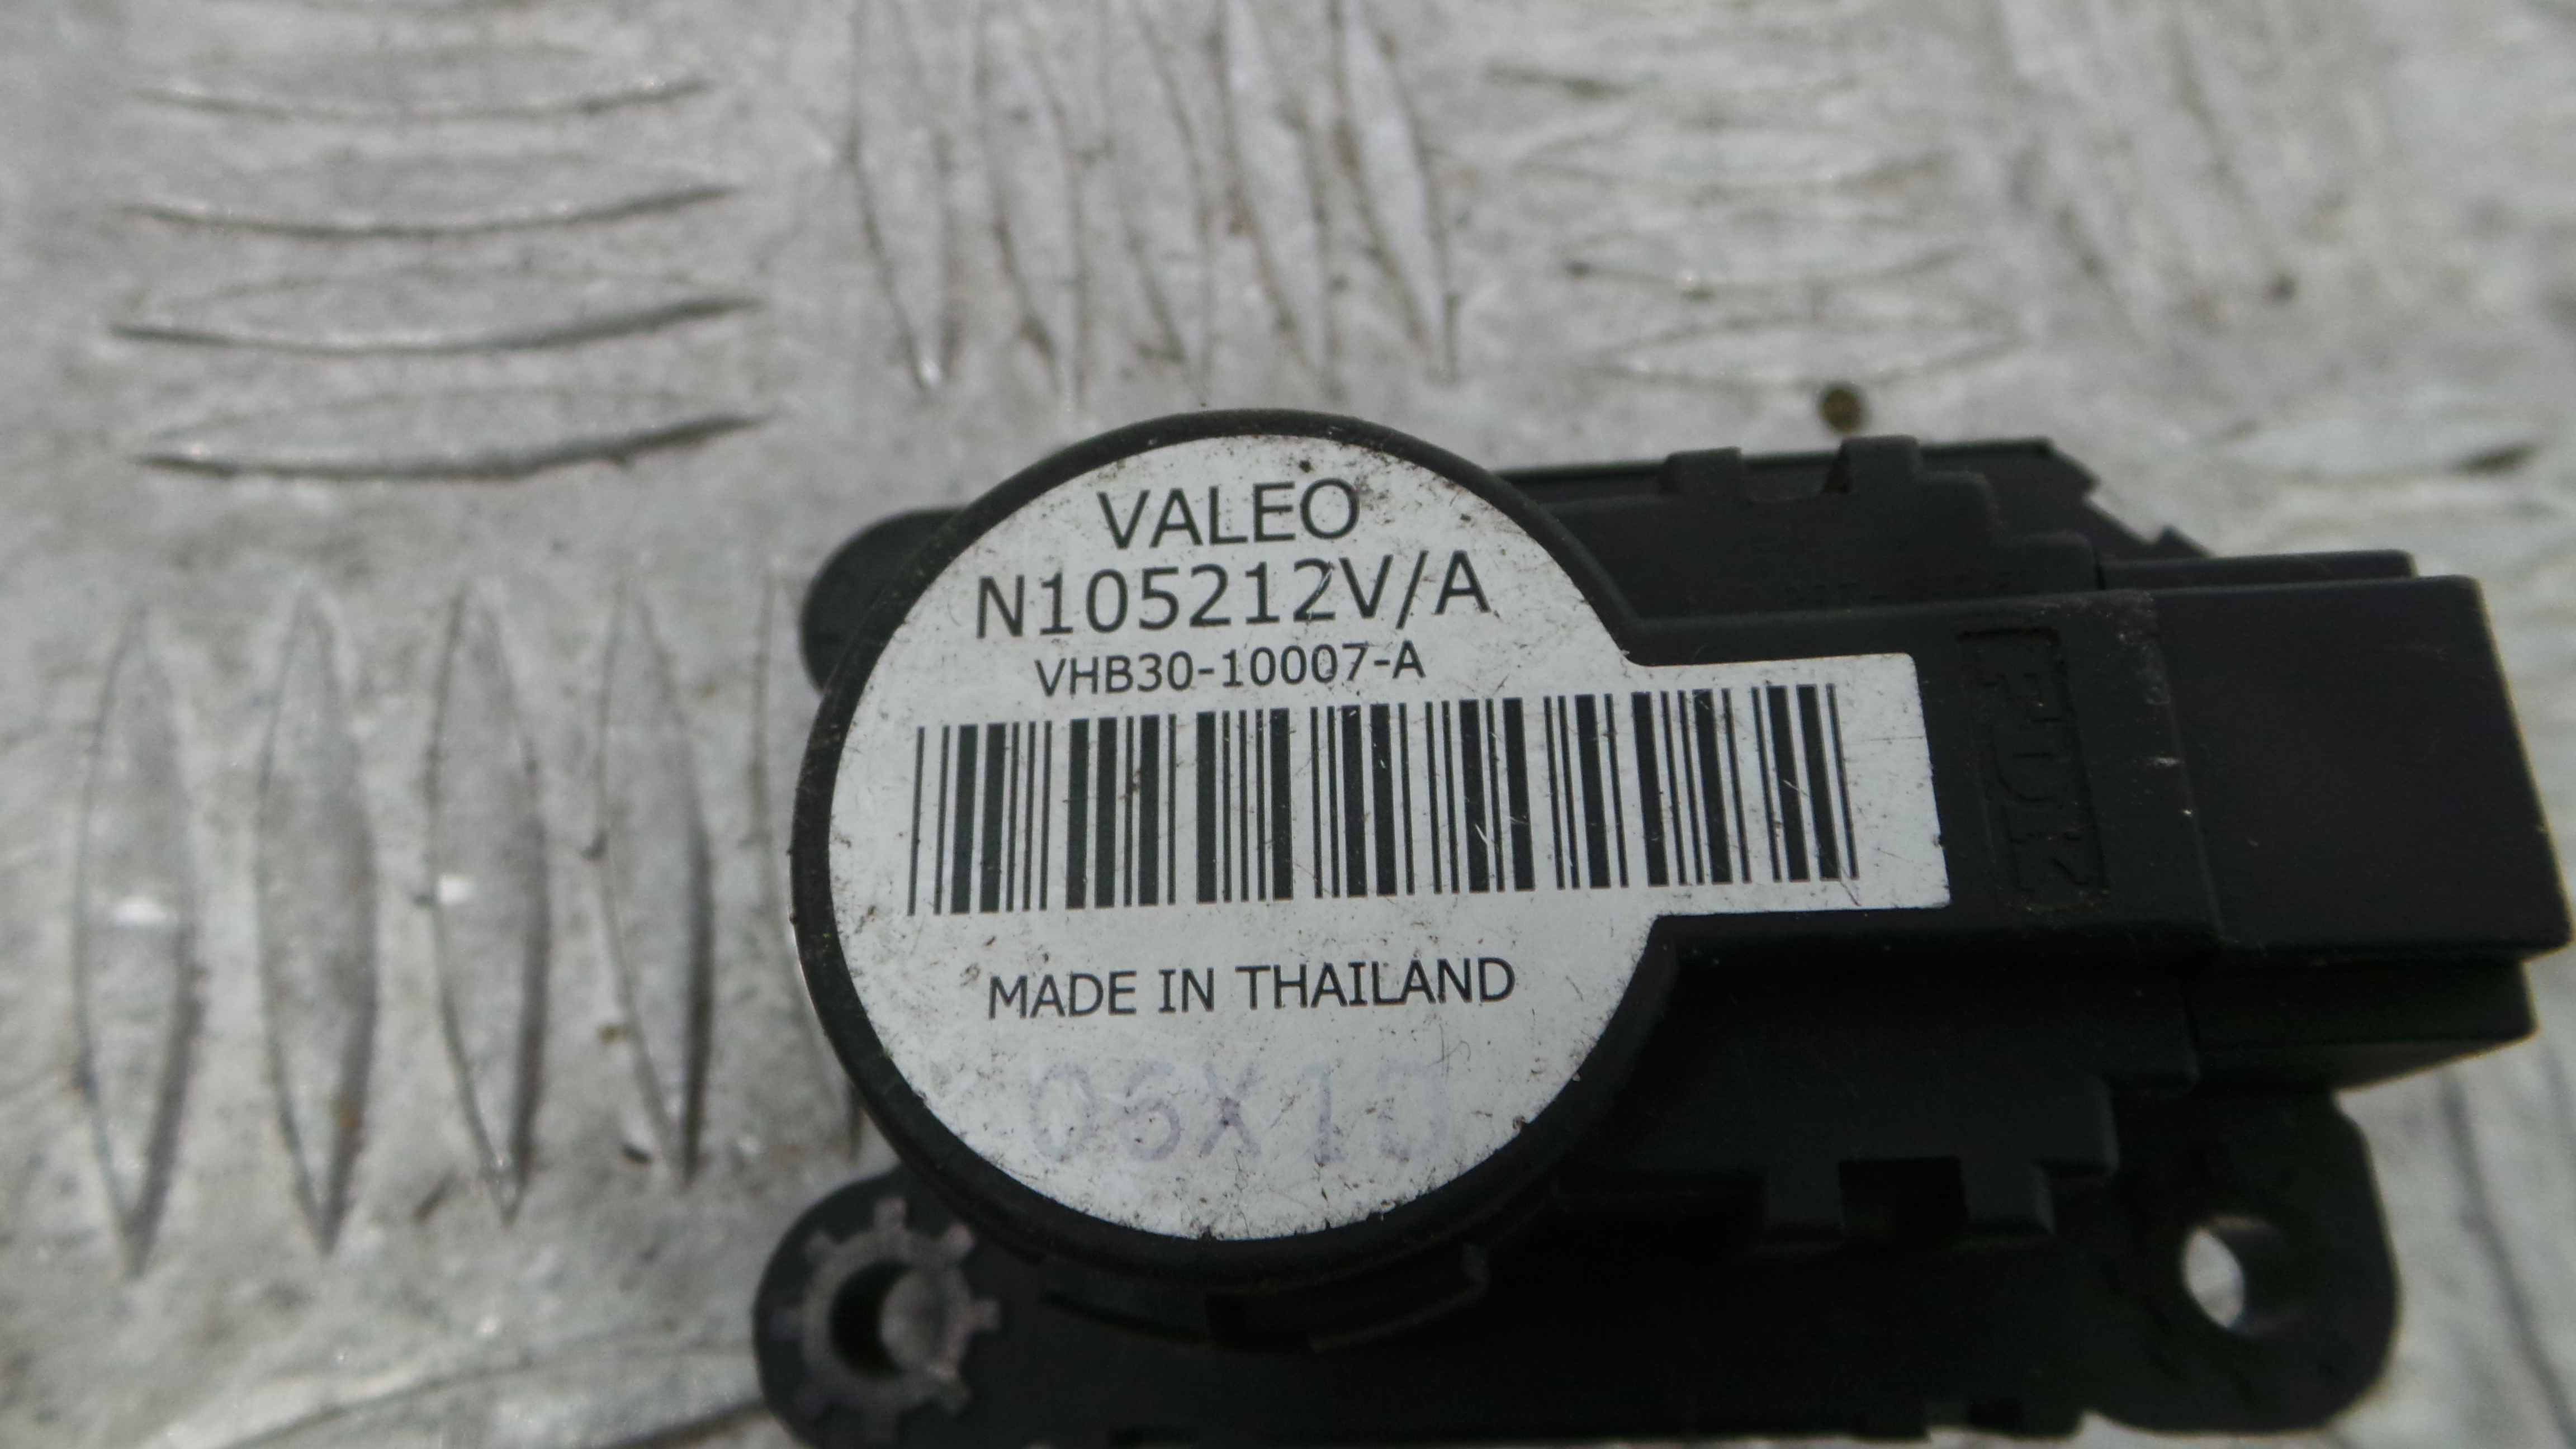 VALEO
N105212V/A
VHB30-10007-A
MADE IN THAILAND